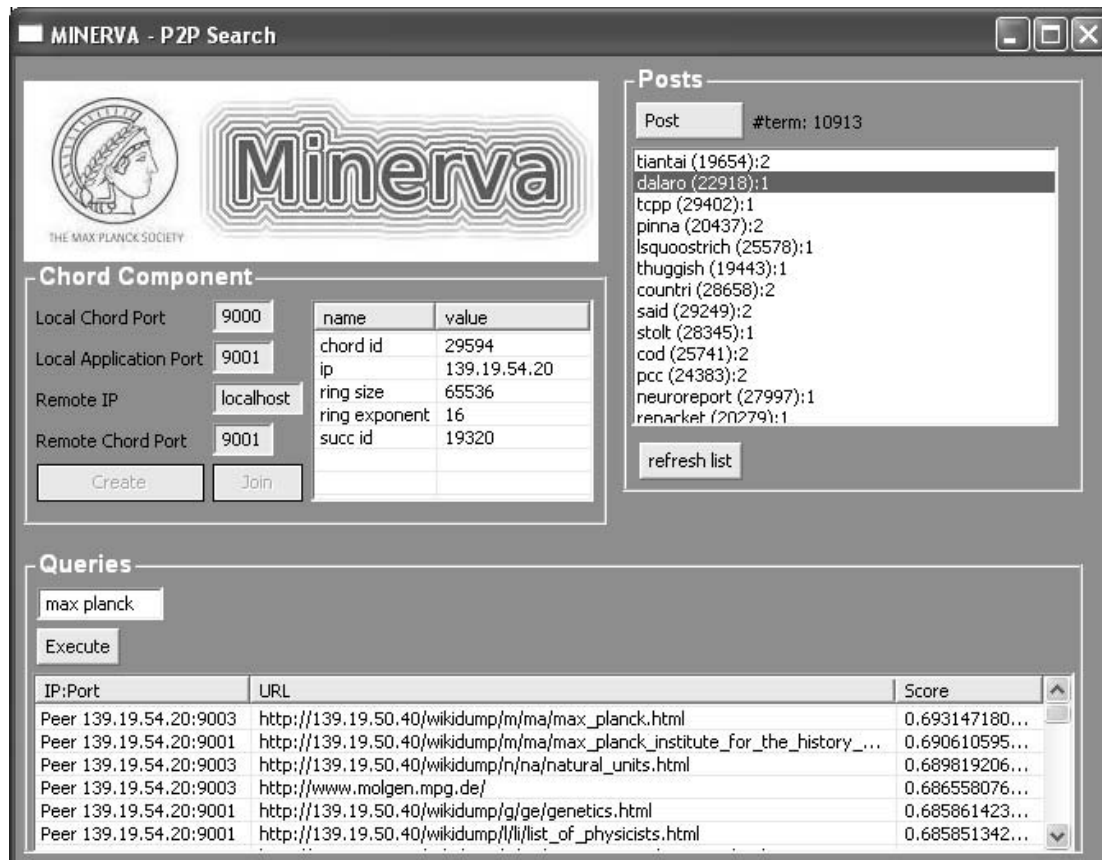 MINERVA - P2P Search
Minerva
THE MAX PLANCK SOCIETY
Chord Component
Local Chord Port 9000
Local Application Port 9001
Remote IP localhost
Remote Chord Port 9001
Create Join
name value
chord id 29594
ip 139.19.54.20
ring size 65536
ring exponent 16
succ id 19320
Posts
Post #term: 10913
tiantai (19654):2
dalaro (22918):1
tcpp (29402):1
pinna (20437):2
lsquoostrich (25578):1
thuggish (19443):1
countri (28658):2
said (29249):2
stolt (28345):1
cod (25741):2
pcc (24383):2
neuroreport (27997):1
renacket (20279):1
refresh list
Queries
max planck
Execute
IP:Port URL Score
Peer 139.19.54.20:9003 http://139.19.50.40/wikidump/m/ma/max_planck.html 0.693147180...
Peer 139.19.54.20:9001 http://139.19.50.40/wikidump/m/ma/max_planck_institute_for_the_history_... 0.690610595...
Peer 139.19.54.20:9003 http://139.19.50.40/wikidump/n/na/natural_units.html 0.689819206...
Peer 139.19.54.20:9003 http://www.molgen.mpg.de/ 0.686558076...
Peer 139.19.54.20:9001 http://139.19.50.40/wikidump/g/ge/genetics.html 0.685861423...
Peer 139.19.54.20:9001 http://139.19.50.40/wikidump/l/li/list_of_physicists.html 0.685851342...